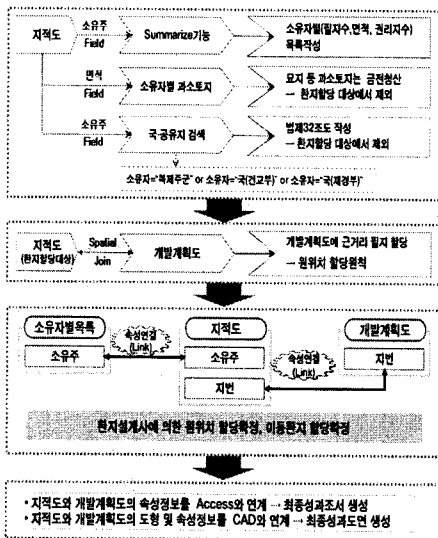 지적도
소유주
Field
Summarize기능
소유자별(필지수,면적, 권리지수)
목록작성
면적
Field
소유자별 과소토지
묘지 등 과소토지는 금전청산
→ 환지할당 대상에서 제외
소유주
Field
국·공유지 검색
법제32조도 작성
→환지할당 대상에서 제외
소유자="북제주군" or 소유자="국(건교부)" or 소유자="국(재경부)"
지적도
(환지할당대상)
Spatial
Join
개발계획도
개발계획도에 근거리 필지 할당
→ 원위치 할당원칙
소유자별목록
지적도
개발계획도
소유주
속성연결
(Link)
소유주
속성연결
(Link)
지번
지번
환지설계사에 의한 원위치 할당확정, 이동환지 할당확정
• 지적도와 개발계획도의 속성정보를 Access와 연계 → 최종성과조서 생성
• 지적도와 개발계획도의 도형 및 속성정보를 CAD와 연계 → 최종성과도면 생성